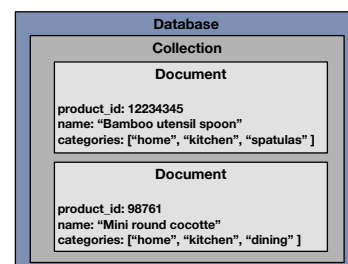 Database
Collection
Document
product_id: 12234345
name: “Bamboo utensil spoon”
categories: [“home”, “kitchen”, “spatulas” ]
Document
product_id: 98761
name: “Mini round cocotte”
categories: [“home”, “kitchen”, “dining” ]